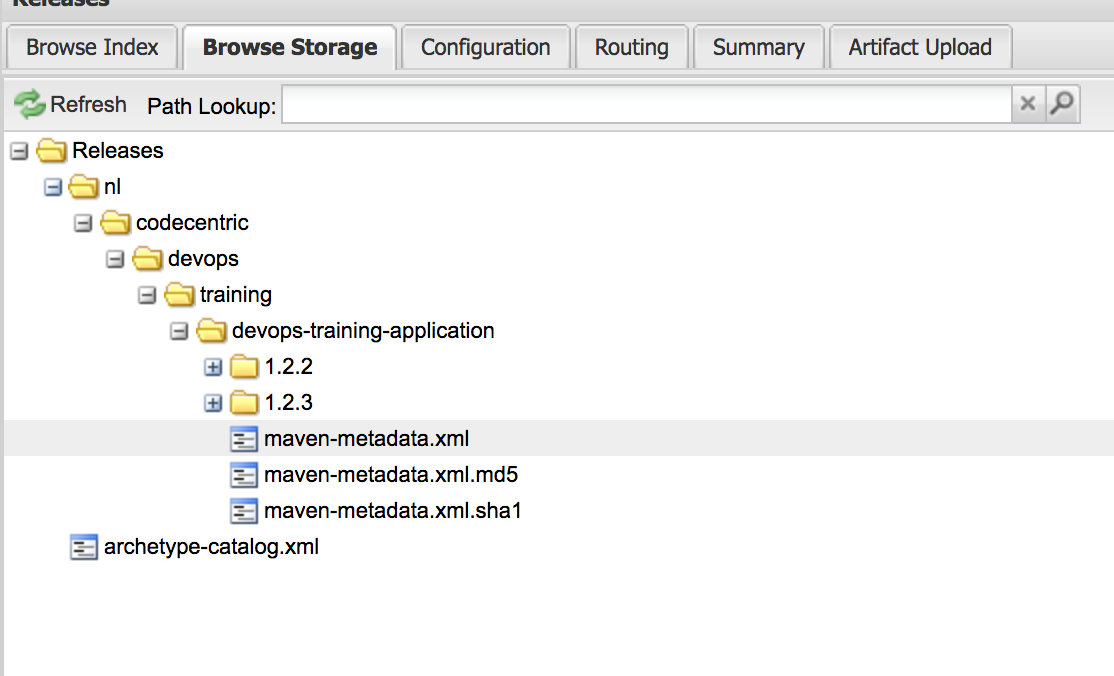 Releases
Browse Index Browse Storage Configuration Routing Summary Artifact Upload
Refresh Path Lookup:
Releases
nl
codecentric
devops
training
devops-training-application
1.2.2
1.2.3
maven-metadata.xml
maven-metadata.xml.md5
maven-metadata.xml.sha1
archetype-catalog.xml